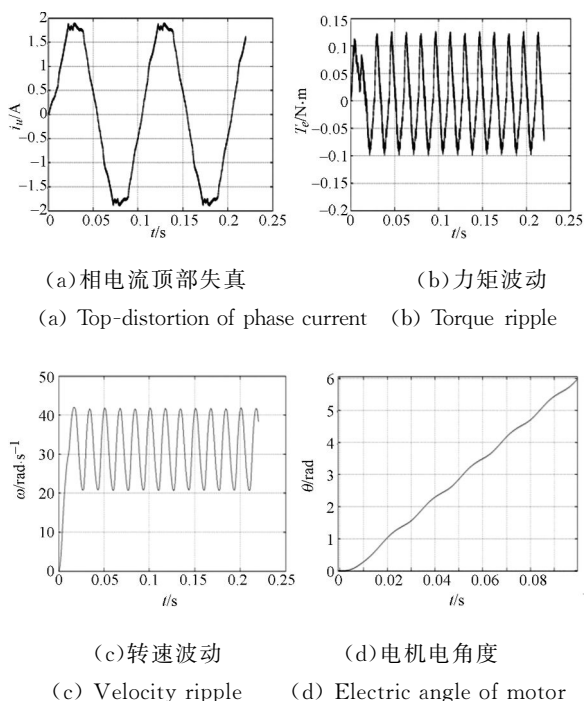 2
1.5
1
0.5
0
−0.5
−1
−1.5
−2
i_u/A
0 0.05 0.1 0.15 0.2 0.25
t/s
0.15
0.1
0.05
0
−0.05
−0.1
−0.15
−0.2
T_e/N·m
0 0.05 0.1 0.15 0.2 0.25
t/s
(a)相电流顶部失真 (b)力矩波动
(a) Top-distortion of phase current (b) Torque ripple
50
40
30
20
10
0
ω/rad·s⁻¹
0 0.05 0.1 0.15 0.2 0.25
t/s
6
5
4
3
2
1
0
θ/rad
0 0.02 0.04 0.06 0.08
t/s
(c)转速波动 (d)电机电角度
(c) Velocity ripple (d) Electric angle of motor